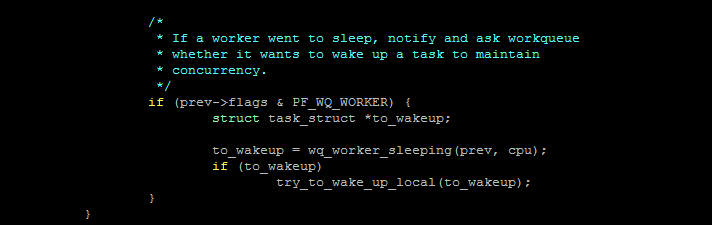 /*
 * If a worker went to sleep, notify and ask workqueue
 * whether it wants to wake up a task to maintain
 * concurrency.
 */
if (prev->flags & PF_WQ_WORKER) {
struct task_struct *to_wakeup;
to_wakeup = wq_worker_sleeping(prev, cpu);
if (to_wakeup)
try_to_wake_up_local(to_wakeup);
}
}